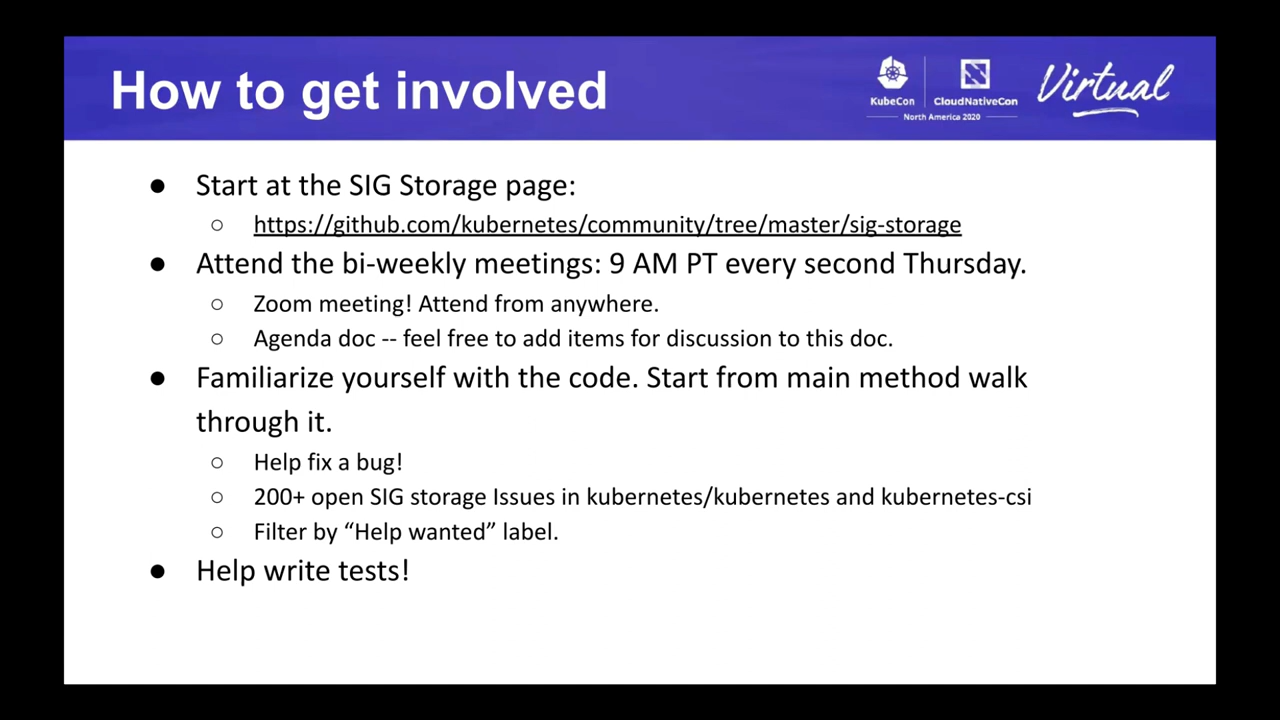 How to get involved
KubeCon
CloudNativeCon
North America 2020
Virtual
● Start at the SIG Storage page:
○ https://github.com/kubernetes/community/tree/master/sig-storage
● Attend the bi-weekly meetings: 9 AM PT every second Thursday.
○ Zoom meeting! Attend from anywhere.
○ Agenda doc -- feel free to add items for discussion to this doc.
● Familiarize yourself with the code. Start from main method walk
through it.
○ Help fix a bug!
○ 200+ open SIG storage Issues in kubernetes/kubernetes and kubernetes-csi
○ Filter by “Help wanted” label.
● Help write tests!